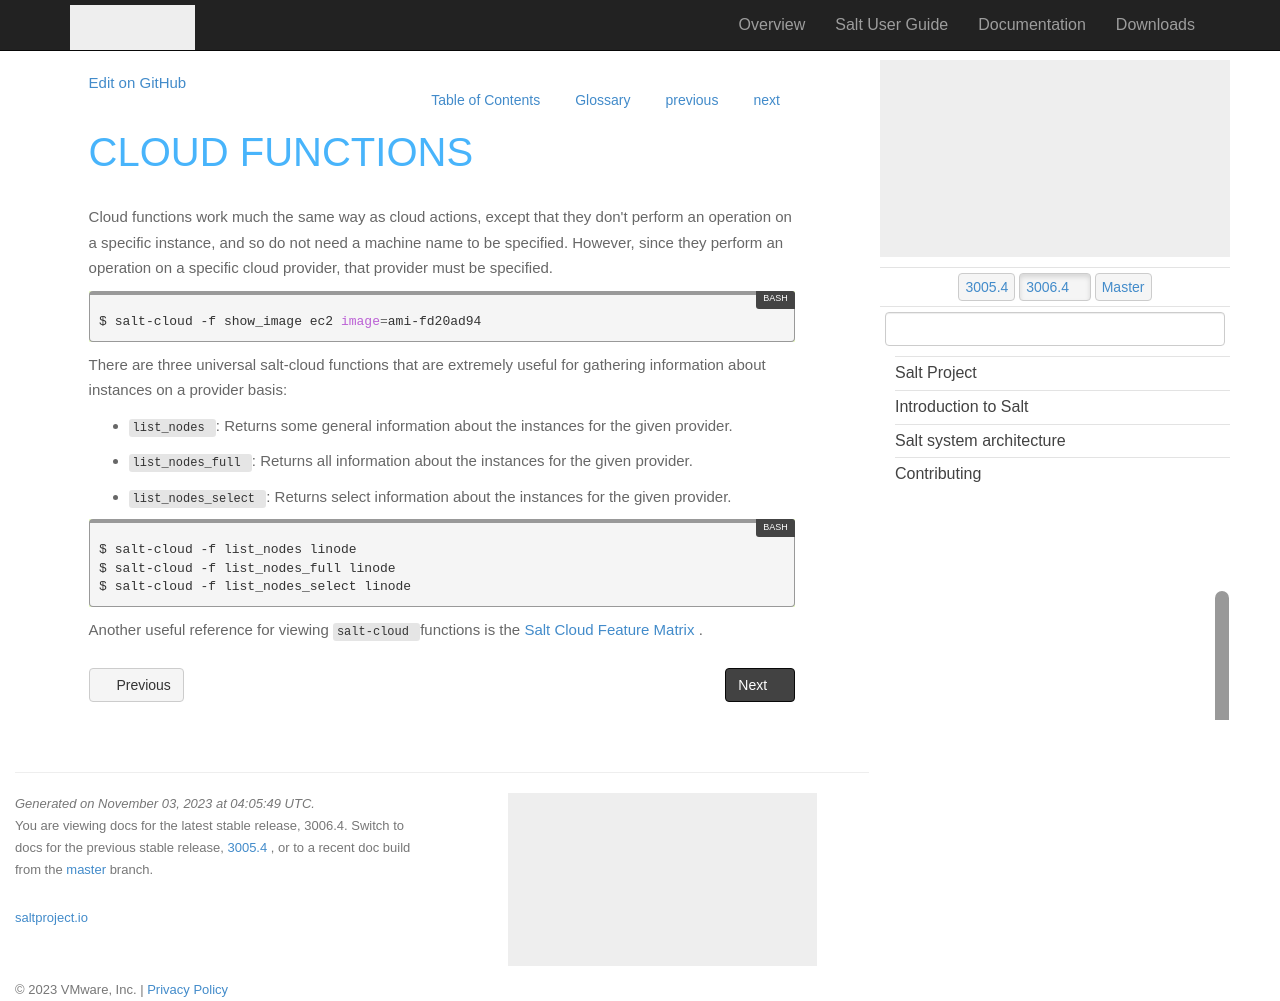 Overview Salt User Guide Documentation Downloads
Edit on GitHub
Table of Contents Glossary previous next
CLOUD FUNCTIONS
Cloud functions work much the same way as cloud actions, except that they don't perform an operation on
a specific instance, and so do not need a machine name to be specified. However, since they perform an
operation on a specific cloud provider, that provider must be specified.
BASH
$ salt-cloud -f show_image ec2 image=ami-fd20ad94
There are three universal salt-cloud functions that are extremely useful for gathering information about
instances on a provider basis:
• list_nodes : Returns some general information about the instances for the given provider.
• list_nodes_full : Returns all information about the instances for the given provider.
• list_nodes_select : Returns select information about the instances for the given provider.
BASH
$ salt-cloud -f list_nodes linode
$ salt-cloud -f list_nodes_full linode
$ salt-cloud -f list_nodes_select linode
Another useful reference for viewing salt-cloud functions is the Salt Cloud Feature Matrix .
Previous Next
3005.4 3006.4 Master
Salt Project
Introduction to Salt
Salt system architecture
Contributing
Generated on November 03, 2023 at 04:05:49 UTC.
You are viewing docs for the latest stable release, 3006.4. Switch to
docs for the previous stable release, 3005.4 , or to a recent doc build
from the master branch.
saltproject.io
© 2023 VMware, Inc. | Privacy Policy